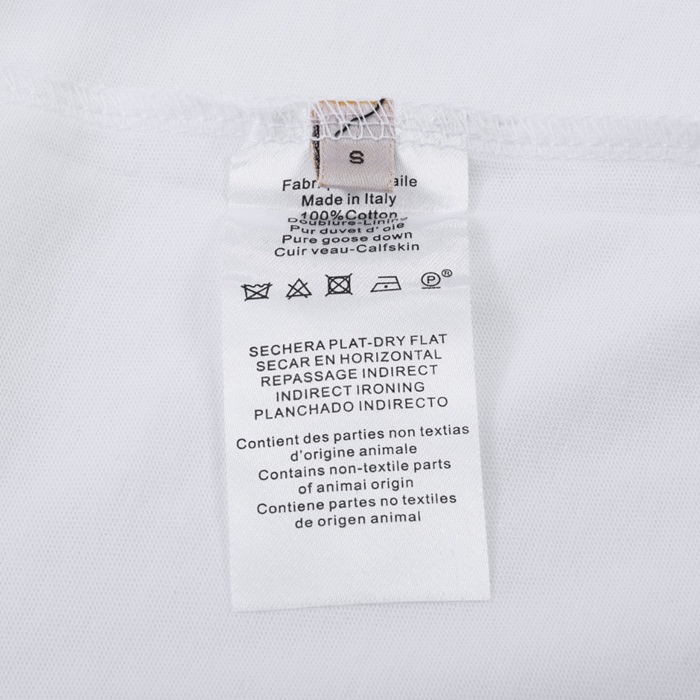 S
Made in Italy
100%Cotton
Doublure-Lining
Pur duvet d'oie
Pure goose down
Cuir veau-Calfskin
P
SECHERA PLAT-DRY FLAT
SECAR EN HORIZONTAL
REPASSAGE INDIRECT
INDIRECT IRONING
PLANCHADO INDIRECTO
Contient des parties non textias
d'origine animale
Contains non-textile parts
of animai origin
Contiene partes no textiles
de origen animal